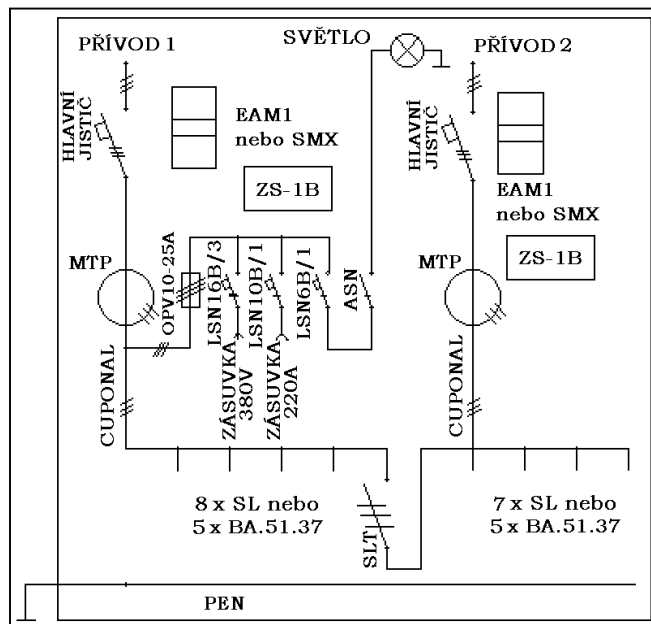 SVĚTLO
PŘÍVOD 1
PŘÍVOD 2
HLAVNÍ
JISTIČ
EAM1
nebo SMX
ZS-1B
HLAVNÍ
JISTIČ
EAM1
nebo SMX
ZS-1B
MTP
OPV10-25A
LSN16B/3
LSN10B/1
LSN6B/1
ASN
MTP
CUPONAL
ZÁSUVKA
380V
ZÁSUVKA
220A
CUPONAL
8 x SL nebo
5 x BA.51.37
SLT
7 x SL nebo
5 x BA.51.37
PEN